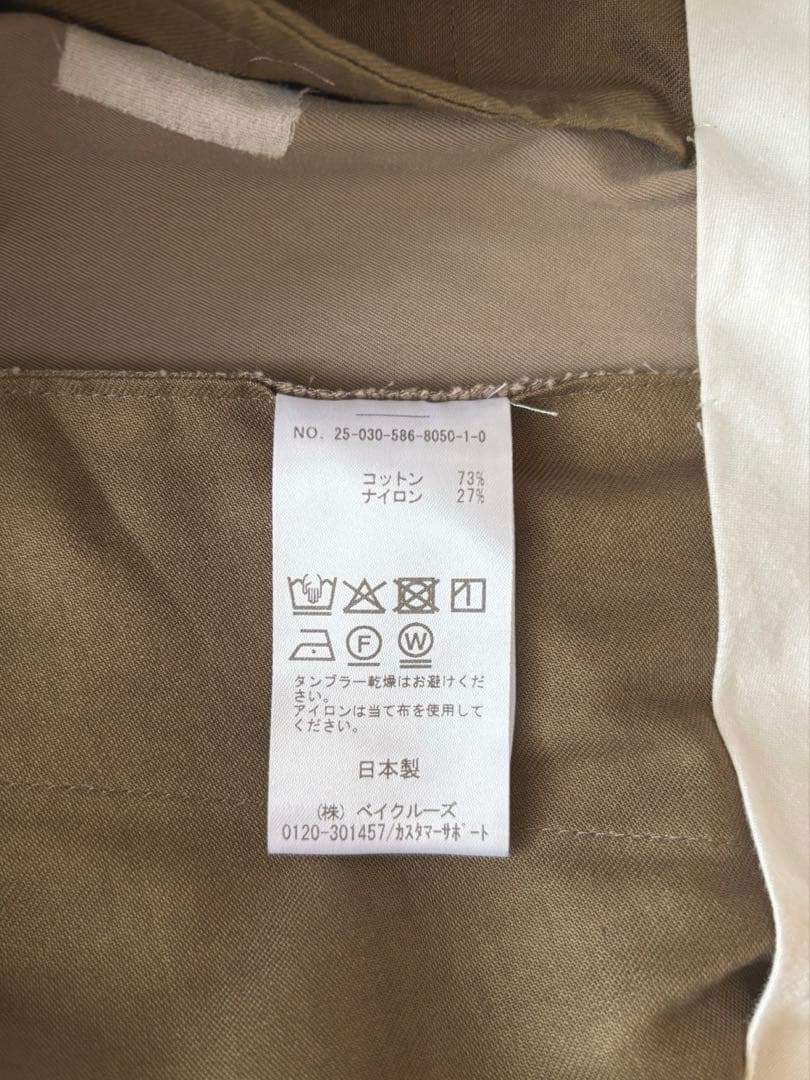 NO. 25-030-586-8050-1-0
コットン 73%
ナイロン 27%
F W
タンブラー乾燥はお避けくだ
さい。
アイロンは当て布を使用して
ください。
日本製
(株) ベイクルーズ
0120-301457/ｶｽﾀﾏｰｻﾎﾟｰﾄ